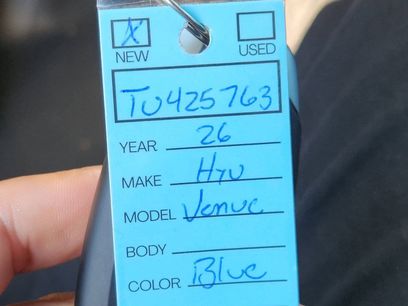 X
NEW USED
TU425763
YEAR 26
MAKE Hyu
MODEL Venue
BODY
COLOR Blue